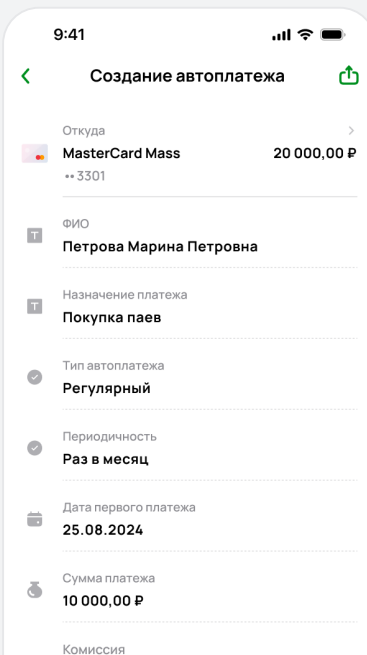 9:41
Создание автоплатежа
Откуда
MasterCard Mass 20 000,00 ₽
•• 3301
ФИО
Т
Петрова Марина Петровна
Назначение платежа
Т
Покупка паев
Тип автоплатежа
Регулярный
Периодичность
Раз в месяц
Дата первого платежа
25.08.2024
Сумма платежа
10 000,00 ₽
Комиссия